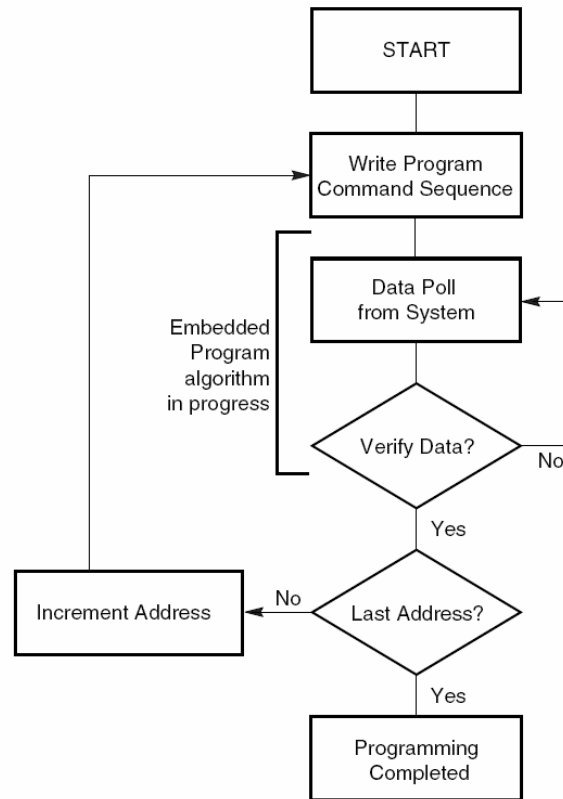 START
Write Program
Command Sequence
Data Poll
from System
Embedded
Program
algorithm
in progress
Verify Data?
No
Yes
No
Increment Address
Last Address?
Yes
Programming
Completed